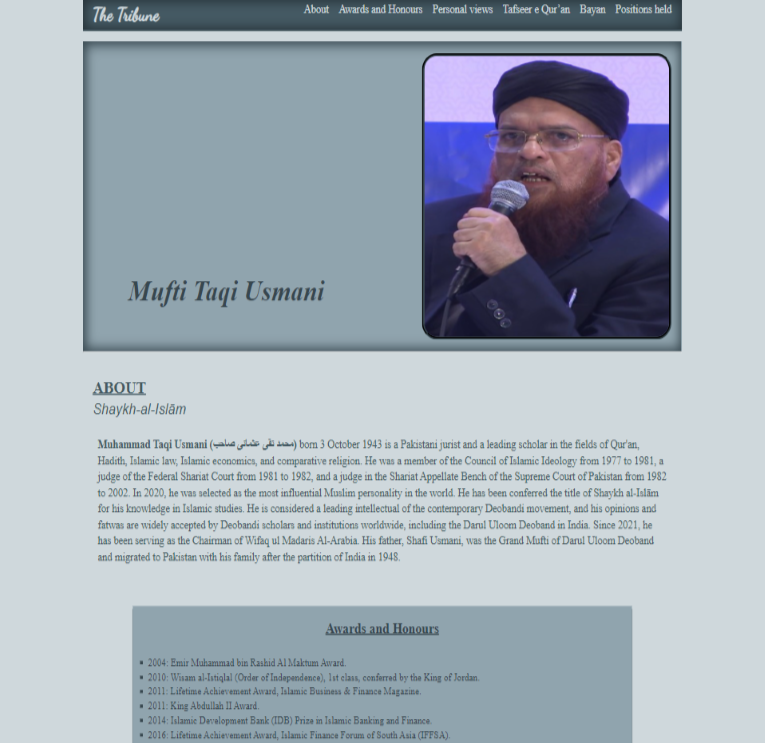 The Tribune
About Awards and Honours Personal views Tafseer e Qur'an Bayan Positions held
Mufti Taqi Usmani
ABOUT
Shaykh-al-Islām
Muhammad Taqi Usmani (محمد تقی عثمانی صاحب) born 3 October 1943 is a Pakistani jurist and a leading scholar in the fields of Qur'an,
Hadith, Islamic law, Islamic economics, and comparative religion. He was a member of the Council of Islamic Ideology from 1977 to 1981, a
judge of the Federal Shariat Court from 1981 to 1982, and a judge in the Shariat Appellate Bench of the Supreme Court of Pakistan from 1982
to 2002. In 2020, he was selected as the most influential Muslim personality in the world. He has been conferred the title of Shaykh al-Islām
for his knowledge in Islamic studies. He is considered a leading intellectual of the contemporary Deobandi movement, and his opinions and
fatwas are widely accepted by Deobandi scholars and institutions worldwide, including the Darul Uloom Deoband in India. Since 2021, he
has been serving as the Chairman of Wifaq ul Madaris Al-Arabia. His father, Shafi Usmani, was the Grand Mufti of Darul Uloom Deoband
and migrated to Pakistan with his family after the partition of India in 1948.
Awards and Honours
2004: Emir Muhammad bin Rashid Al Maktum Award.
2010: Wisam al-Istiqlal (Order of Independence), 1st class, conferred by the King of Jordan.
2011: Lifetime Achievement Award, Islamic Business & Finance Magazine.
2011: King Abdullah II Award.
2014: Islamic Development Bank (IDB) Prize in Islamic Banking and Finance.
2016: Lifetime Achievement Award, Islamic Finance Forum of South Asia (IFFSA).